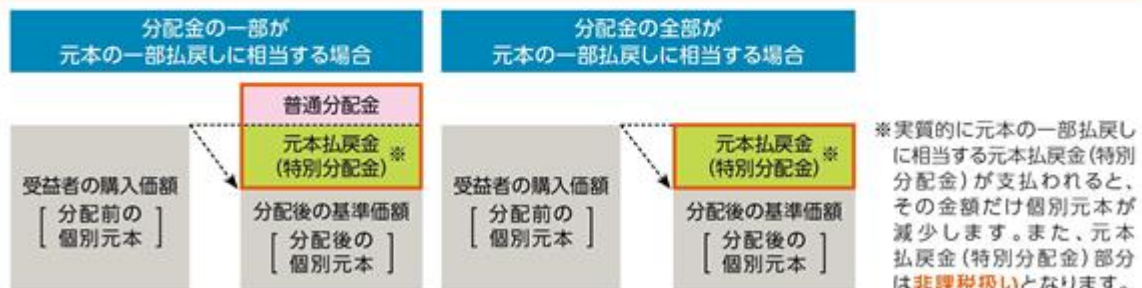 分配金の一部が
元本の一部払戻しに相当する場合
分配金の全部が
元本の一部払戻しに相当する場合
普通分配金
元本払戻金
(特別分配金) ※
受益者の購入価額
[ 分配前の
個別元本 ]
分配後の基準価額
[ 分配後の
個別元本 ]
元本払戻金
(特別分配金) ※
受益者の購入価額
[ 分配前の
個別元本 ]
分配後の基準価額
[ 分配後の
個別元本 ]
※実質的に元本の一部払戻し
に相当する元本払戻金(特別
分配金)が支払われると、
その金額だけ個別元本が
減少します。また、元本
払戻金(特別分配金)部分
は非課税扱いとなります。